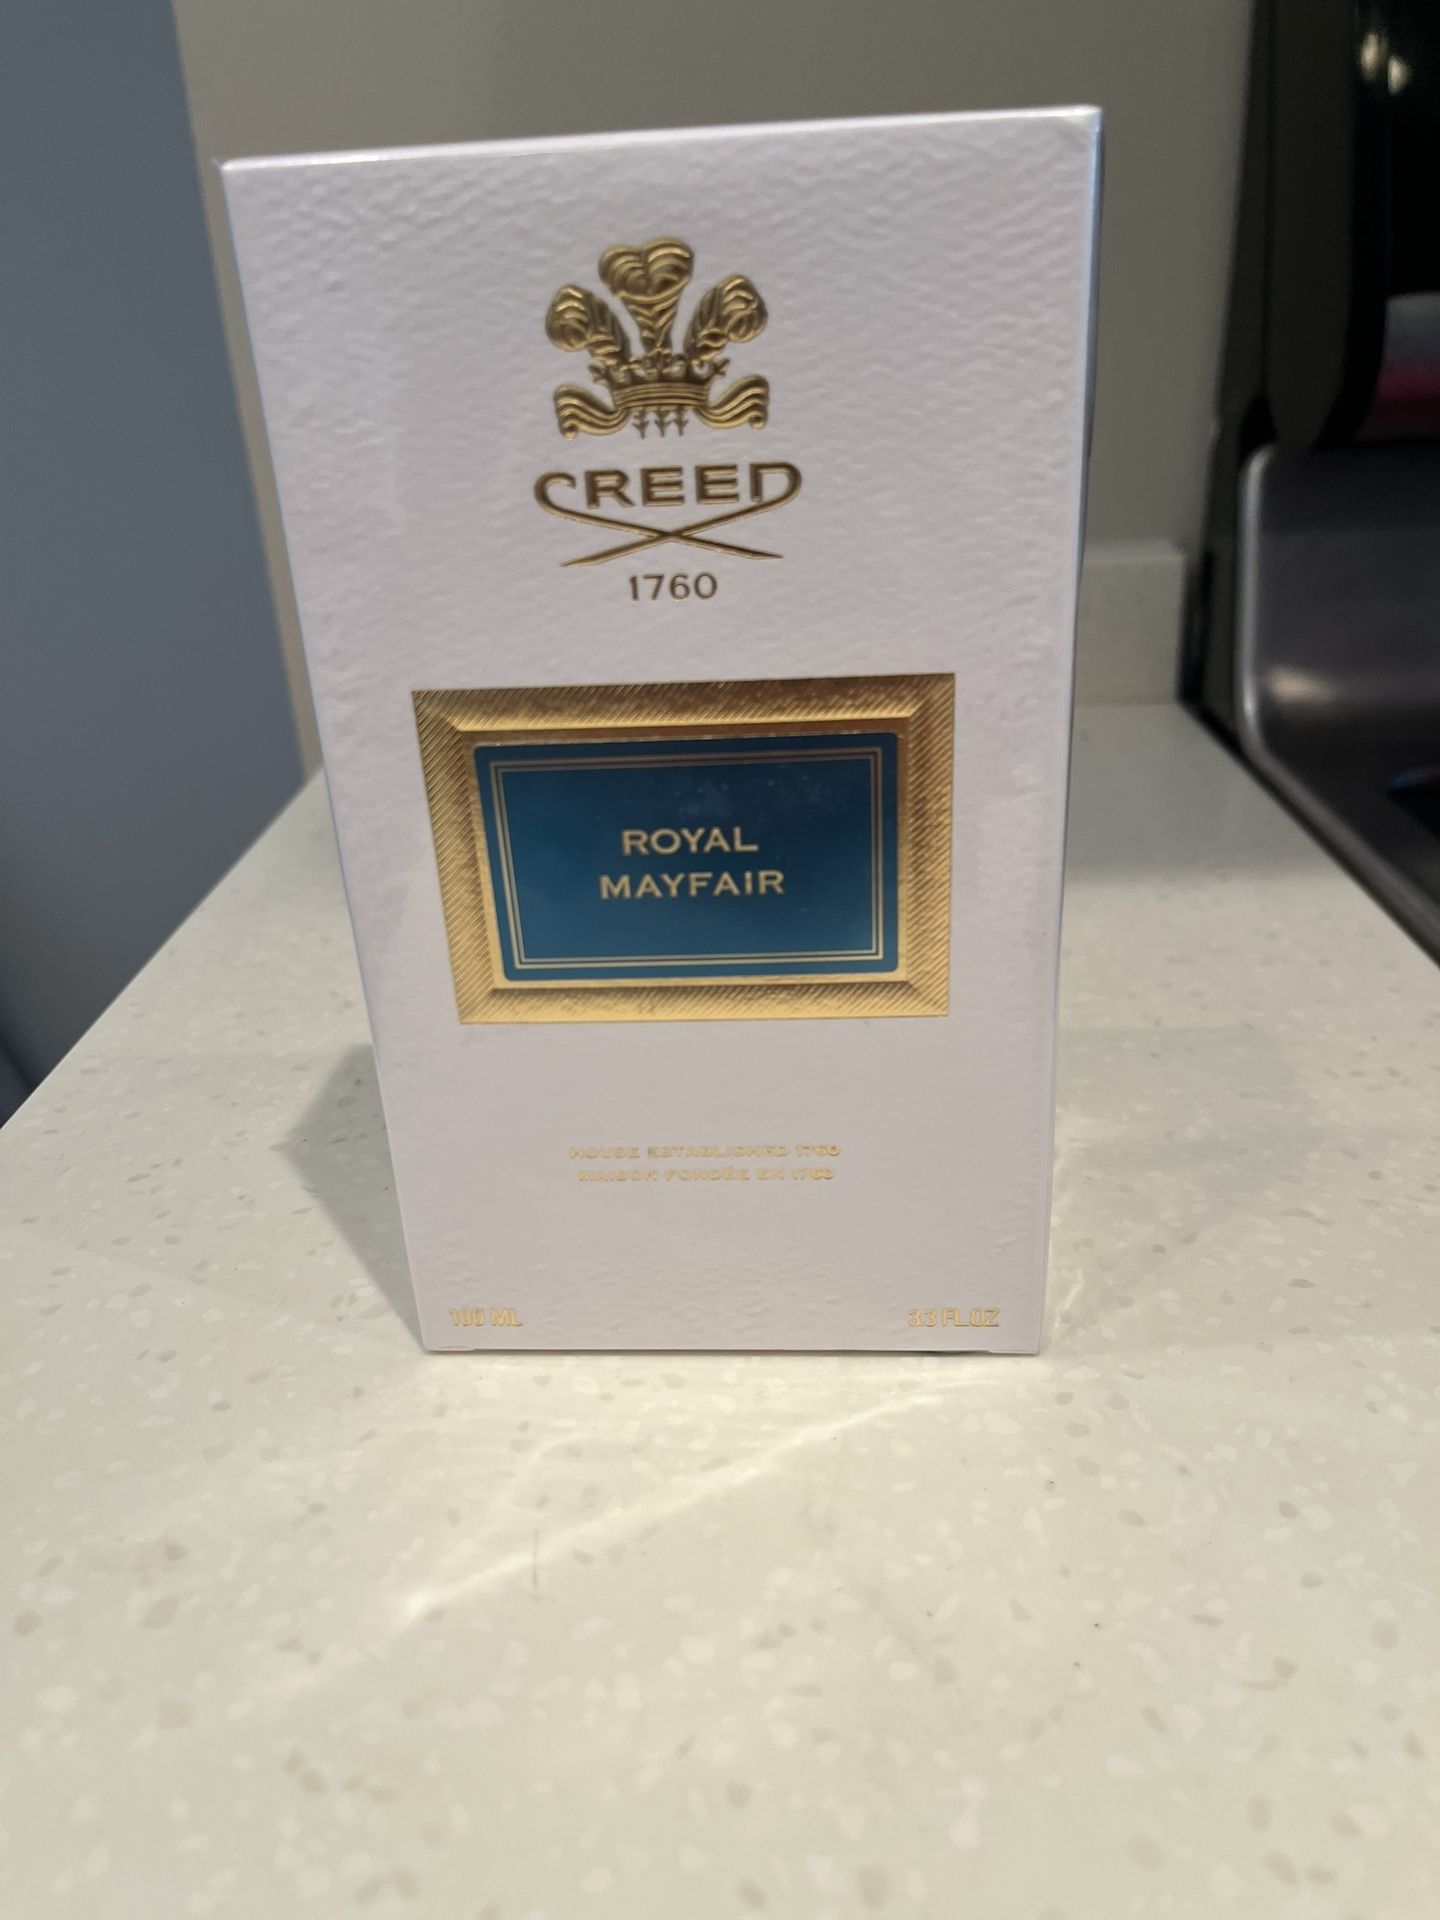 CREED
1760
ROYAL
MAYFAIR
HOUSE ESTABLISHED 1760
MAISON FONDÉE EN 1760
100 ML
3.3 FL.OZ